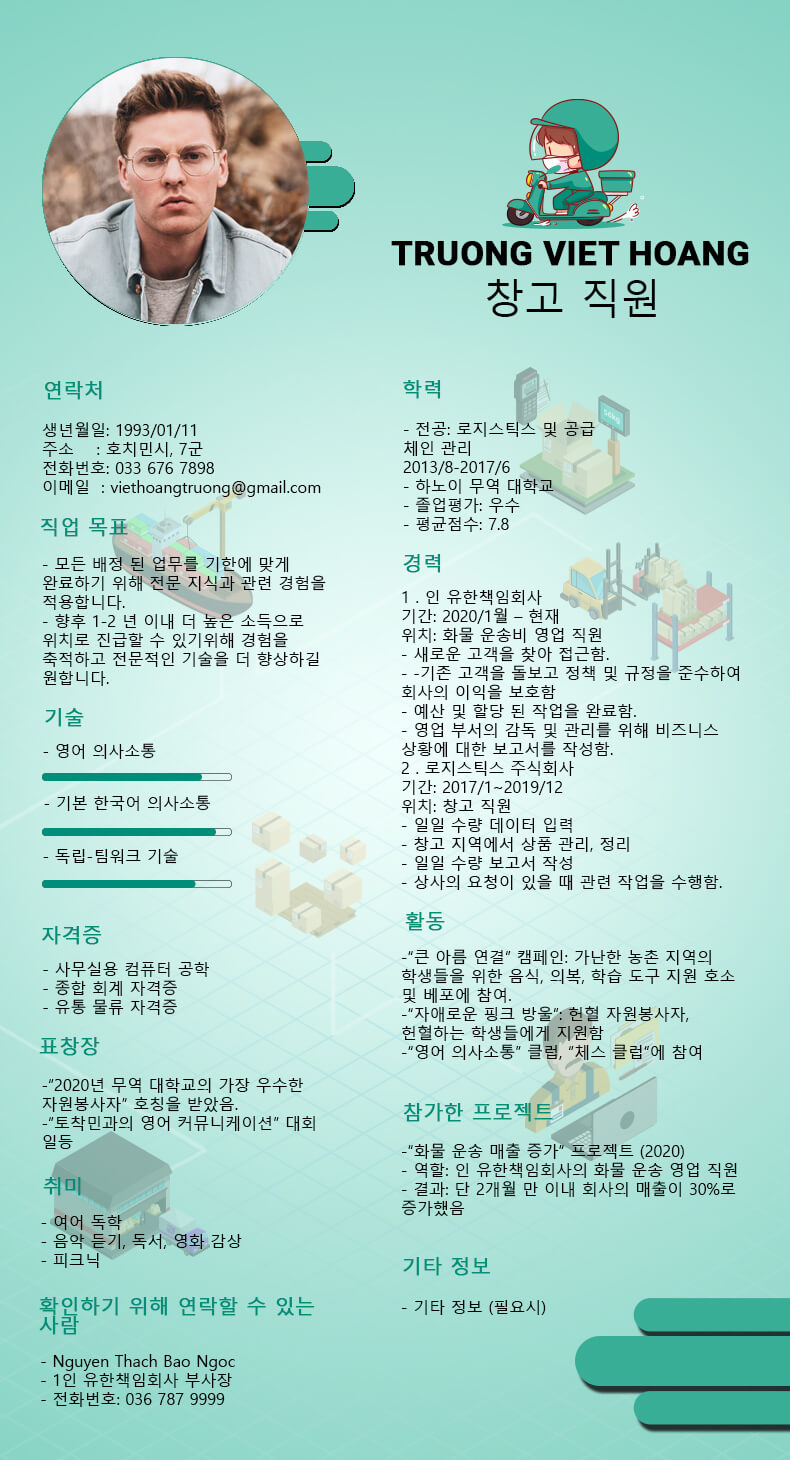 TRUONG VIET HOANG
창고 직원
연락처
생년월일: 1993/01/11
주소 : 호치민시, 7군
전화번호: 033 676 7898
이메일 : viethoangtruong@gmail.com
직업 목표
- 모든 배정 된 업무를 기한에 맞게
완료하기 위해 전문 지식과 관련 경험을
적용합니다.
- 향후 1-2 년 이내 더 높은 소득으로
위치로 진급할 수 있기위해 경험을
축적하고 전문적인 기술을 더 향상하길
원합니다.
기술
- 영어 의사소통
- 기본 한국어 의사소통
- 독립-팀워크 기술
자격증
- 사무실용 컴퓨터 공학
- 종합 회계 자격증
- 유통 물류 자격증
표창장
-“2020년 무역 대학교의 가장 우수한
자원봉사자” 호칭을 받았음.
-“토착민과의 영어 커뮤니케이션” 대회
일등
취미
- 여어 독학
- 음악 듣기, 독서, 영화 감상
- 피크닉
확인하기 위해 연락할 수 있는
사람
- Nguyen Thach Bao Ngoc
- 1인 유한책임회사 부사장
- 전화번호: 036 787 9999
학력
- 전공: 로지스틱스 및 공급
체인 관리
2013/8-2017/6
- 하노이 무역 대학교
- 졸업평가: 우수
- 평균점수: 7.8
경력
1 . 인 유한책임회사
기간: 2020/1월 – 현재
위치: 화물 운송비 영업 직원
- 새로운 고객을 찾아 접근함.
- -기존 고객을 돌보고 정책 및 규정을 준수하여
회사의 이익을 보호함
- 예산 및 할당 된 작업을 완료함.
- 영업 부서의 감독 및 관리를 위해 비즈니스
상황에 대한 보고서를 작성함.
2 . 로지스틱스 주식회사
기간: 2017/1~2019/12
위치: 창고 직원
- 일일 수량 데이터 입력
- 창고 지역에서 상품 관리, 정리
- 일일 수량 보고서 작성
- 상사의 요청이 있을 때 관련 작업을 수행함.
활동
-“큰 아름 연결” 캠페인: 가난한 농촌 지역의
학생들을 위한 음식, 의복, 학습 도구 지원 호소
및 배포에 참여.
-“자애로운 핑크 방울”: 헌혈 자원봉사자,
헌혈하는 학생들에게 지원함
-“영어 의사소통” 클럽, “체스 클럽“에 참여
참가한 프로젝트
-“화물 운송 매출 증가” 프로젝트 (2020)
- 역할: 인 유한책임회사의 화물 운송 영업 직원
- 결과: 단 2개월 만 이내 회사의 매출이 30%로
증가했음
기타 정보
- 기타 정보 (필요시)